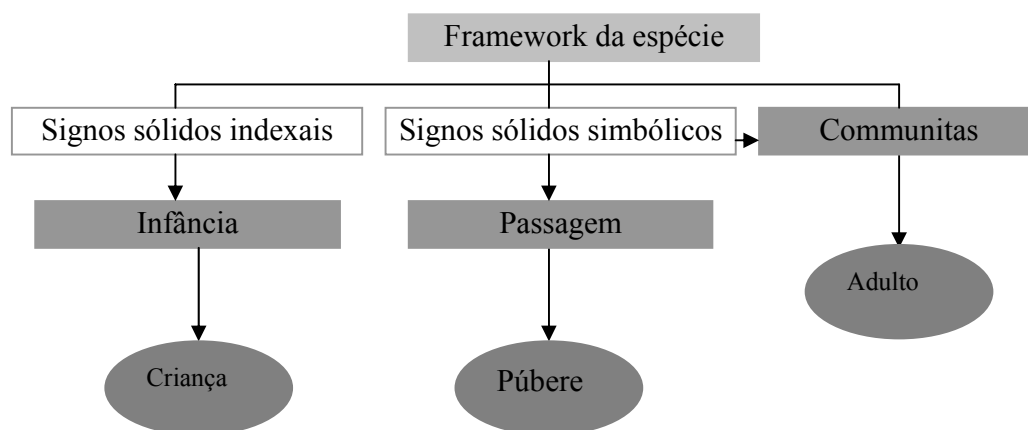 Framework da espécie
Signos sólidos indexais
Signos sólidos simbólicos
Communitas
Infância
Passagem
Adulto
Criança
Púbere